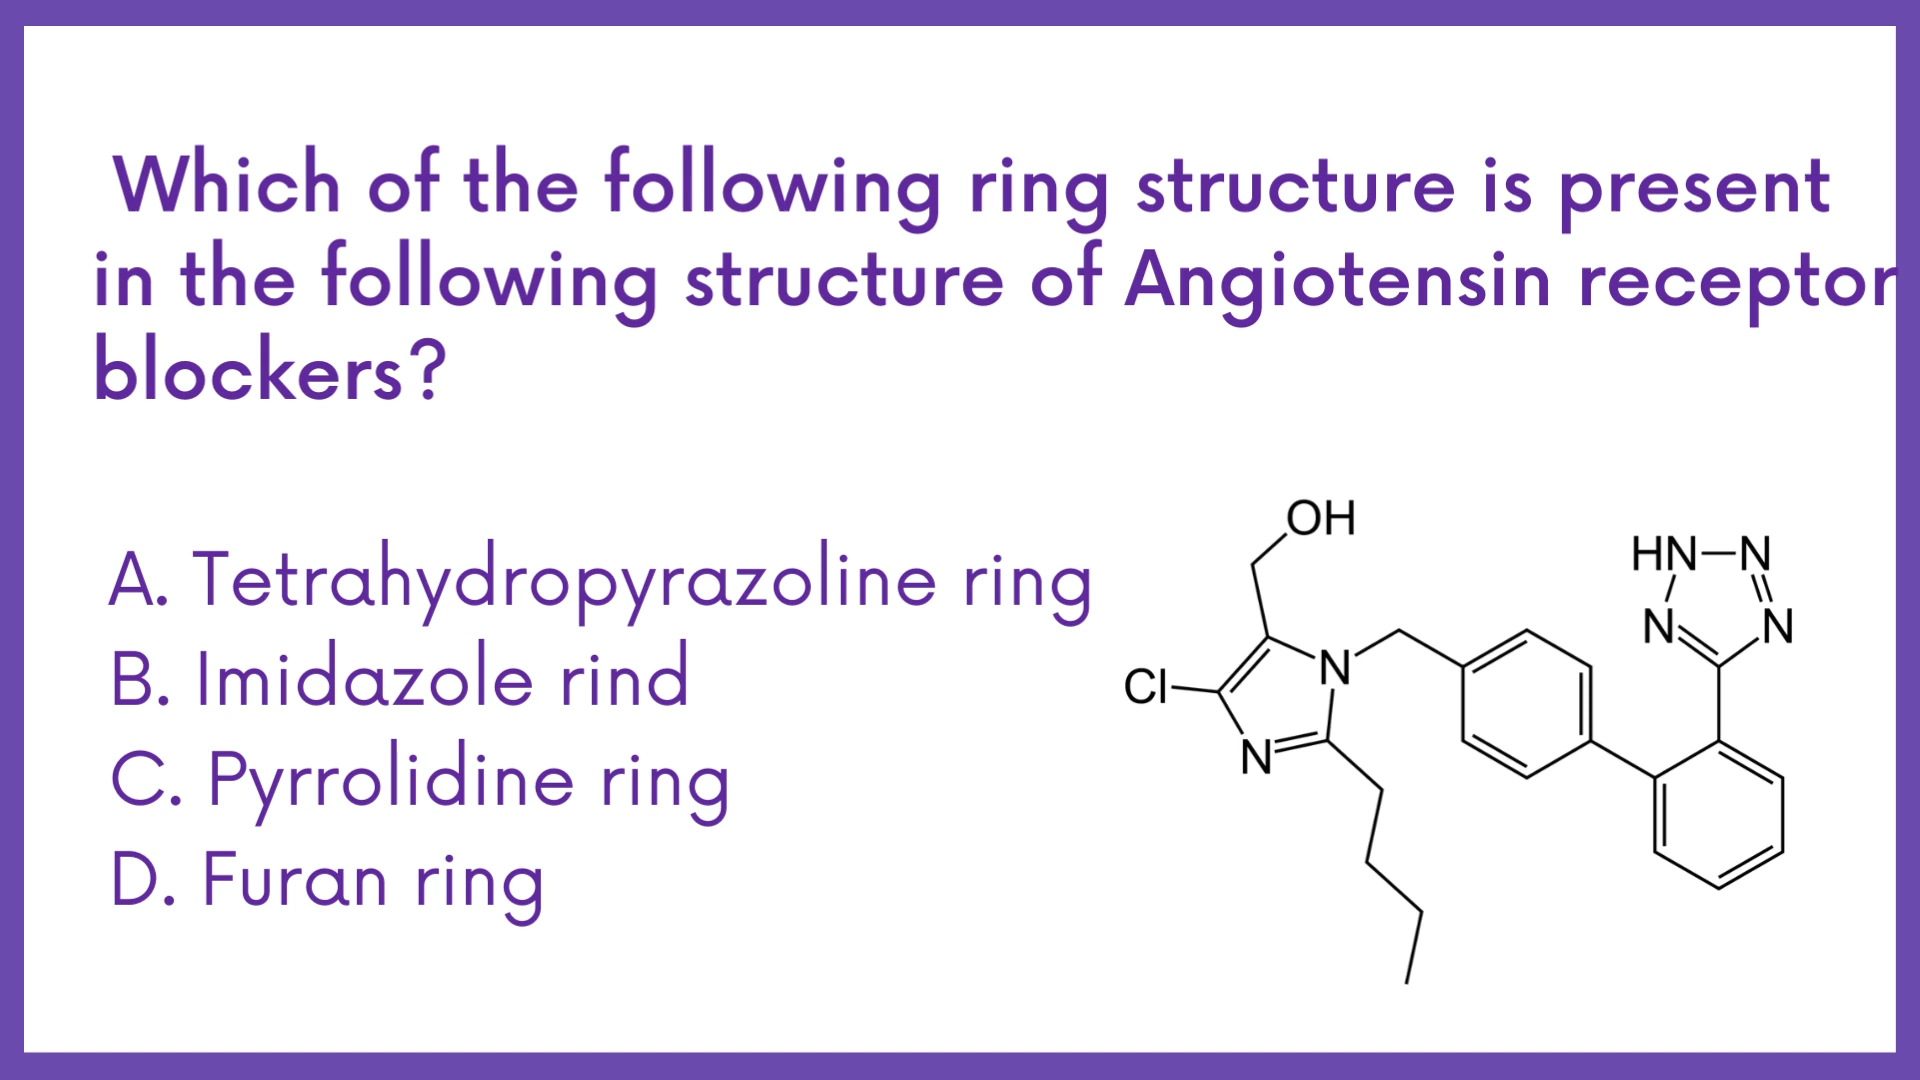 Which of the following ring structure is present
in the following structure of Angiotensin receptor
blockers?
A. Tetrahydropyrazoline ring
B. Imidazole rind
C. Pyrrolidine ring
D. Furan ring
OH
HN N
N N
N
Cl
N